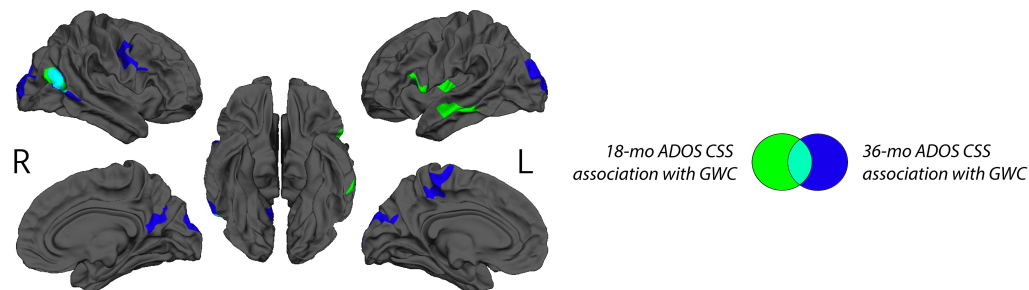 R
L
18-mo ADOS CSS
association with GWC
36-mo ADOS CSS
association with GWC